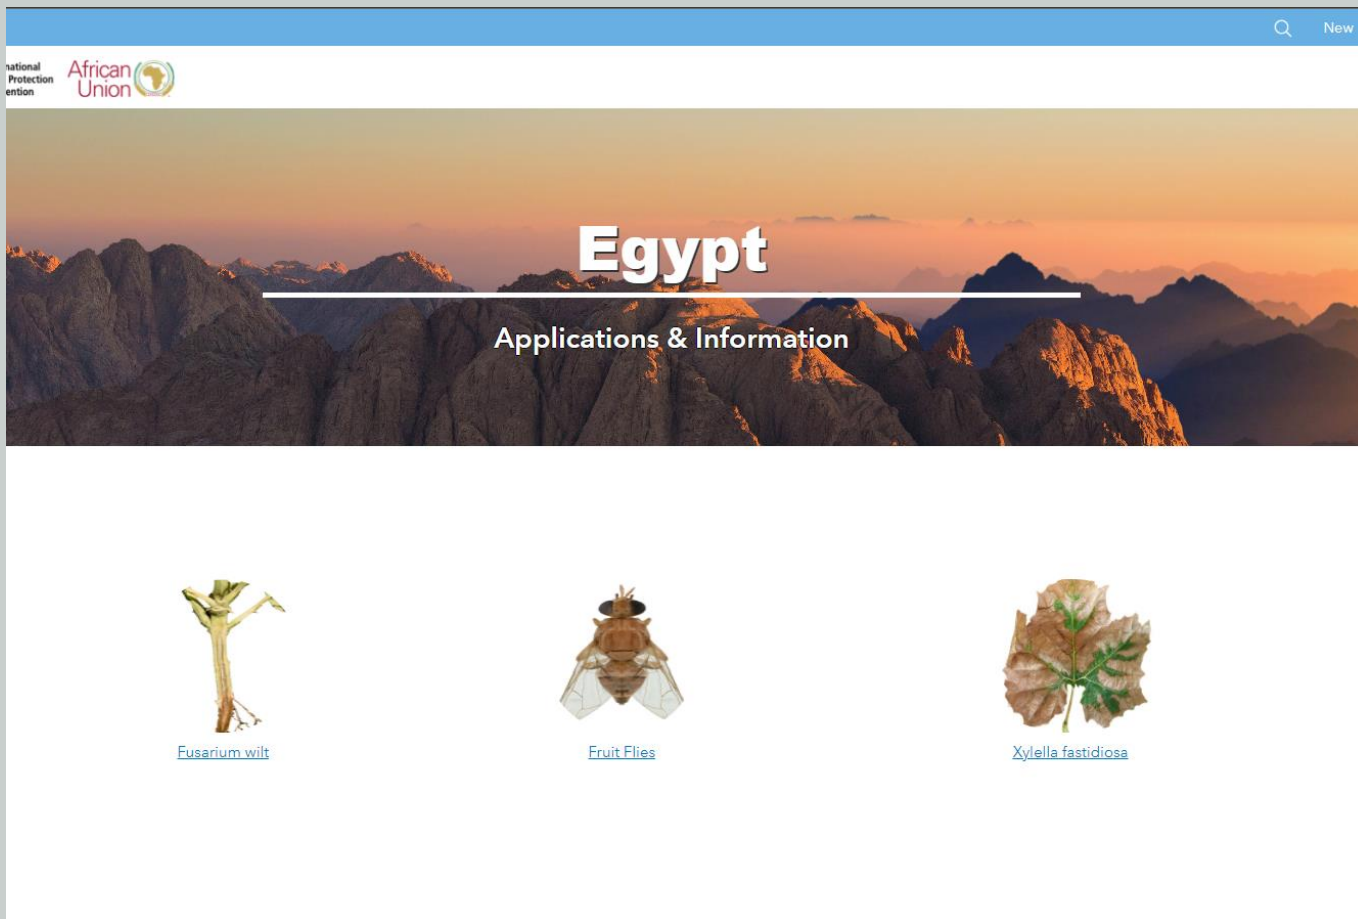 New
national
Protection
ention
African
Union
Egypt
Applications & Information
Fusarium wilt
Fruit Flies
Xylella fastidiosa